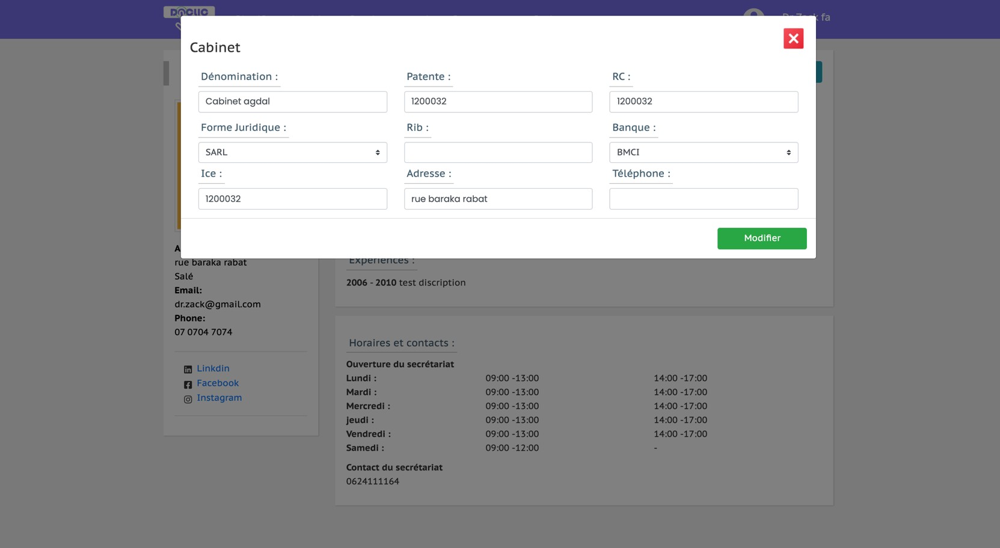 DOCLIC
Dr Zack fa
Cabinet
Dénomination :
Patente :
RC :
Cabinet agdal
1200032
1200032
Forme Juridique :
Rib :
Banque :
SARL
BMCI
Ice :
Adresse :
Téléphone :
1200032
rue baraka rabat
Modifier
rue baraka rabat
Salé
Email:
dr.zack@gmail.com
Phone:
07 0704 7074
Linkdin
Facebook
Instagram
Expériences :
2006 - 2010 test discription
Horaires et contacts :
Ouverture du secrétariat
Lundi : 09:00 -13:00 14:00 -17:00
Mardi : 09:00 -13:00 14:00 -17:00
Mercredi : 09:00 -13:00 14:00 -17:00
jeudi : 09:00 -13:00 14:00 -17:00
Vendredi : 09:00 -13:00 14:00 -17:00
Samedi : 09:00 -12:00 -
Contact du secrétariat
0624111164